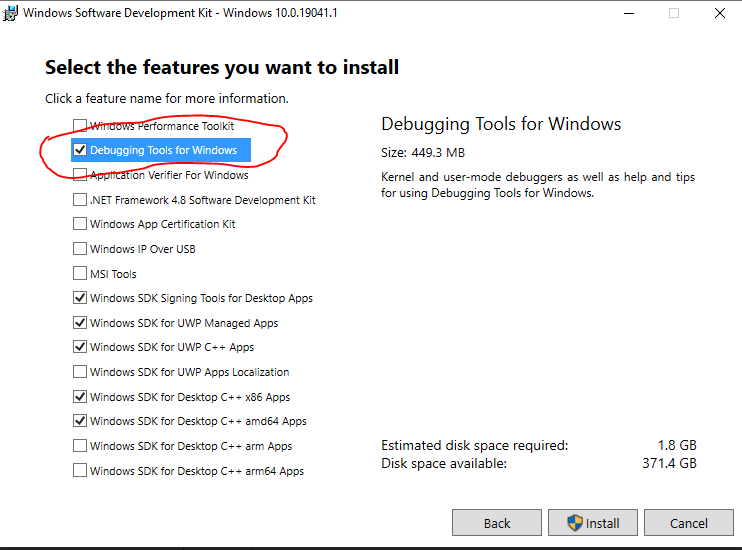 Windows Software Development Kit - Windows 10.0.19041.1
Select the features you want to install
Click a feature name for more information.
Windows Performance Toolkit
Debugging Tools for Windows
Application Verifier For Windows
.NET Framework 4.8 Software Development Kit
Windows App Certification Kit
Windows IP Over USB
MSI Tools
Windows SDK Signing Tools for Desktop Apps
Windows SDK for UWP Managed Apps
Windows SDK for UWP C++ Apps
Windows SDK for UWP Apps Localization
Windows SDK for Desktop C++ x86 Apps
Windows SDK for Desktop C++ amd64 Apps
Windows SDK for Desktop C++ arm Apps
Windows SDK for Desktop C++ arm64 Apps
Debugging Tools for Windows
Size: 449.3 MB
Kernel and user-mode debuggers as well as help and tips
for using Debugging Tools for Windows.
Estimated disk space required: 1.8 GB
Disk space available: 371.4 GB
Back
Install
Cancel